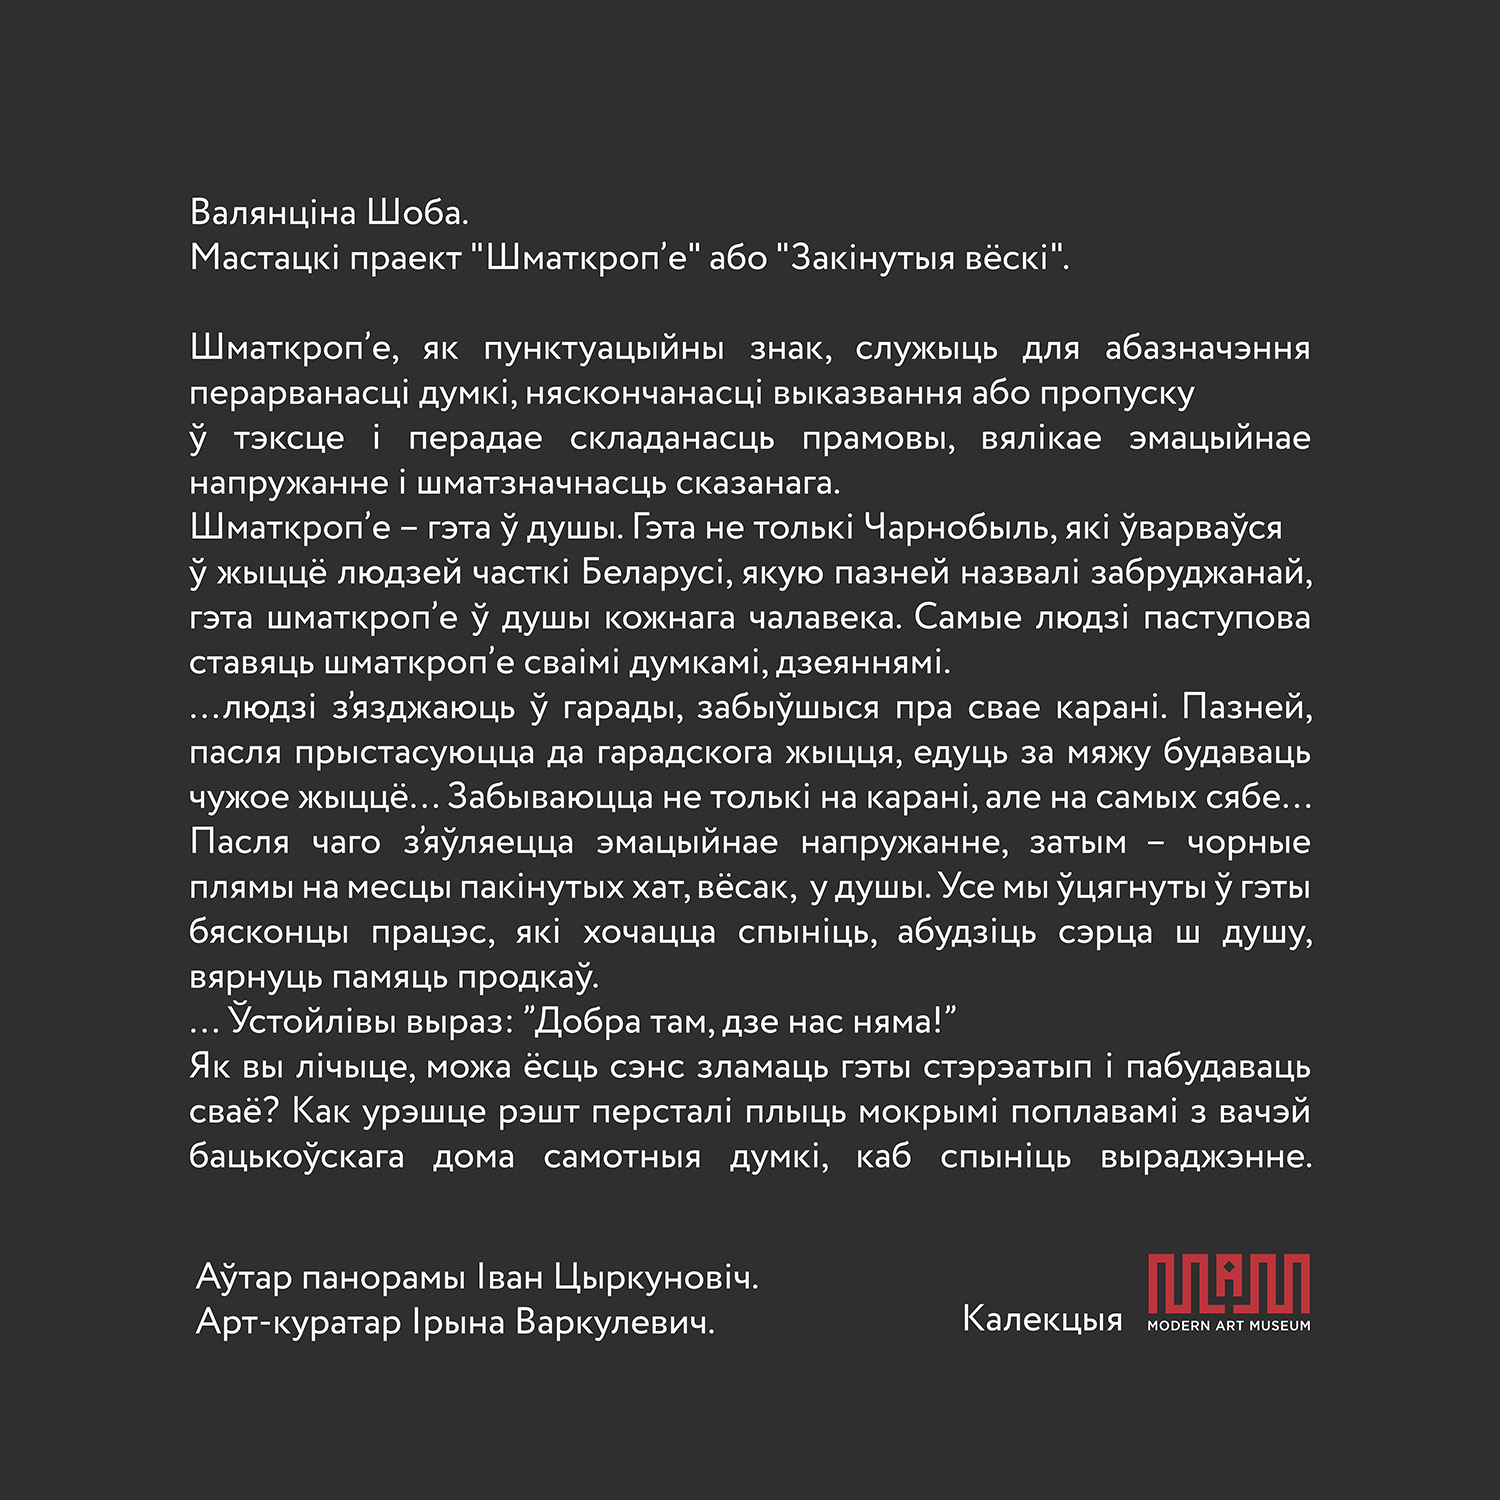 Валянціна Шоба.
Мастацкі праект "Шматкроп’е" або "Закінутыя вёскі".
Шматкроп’е, як пунктуацыйны знак, служыць для абазначэння
перарванасці думкі, няскончанасці выказвання або пропуску
ў тэксце і перадае складанасць прамовы, вялікае эмацыйнае
напружанне і шматзначнасць сказанага.
Шматкроп’е – гэта ў душы. Гэта не толькі Чарнобыль, які ўварваўся
ў жыццё людзей часткі Беларусі, якую пазней назвалі забруджанай,
гэта шматкроп’е ў душы кожнага чалавека. Самые людзі паступова
ставяць шматкроп’е сваімі думкамі, дзеяннямі.
...людзі з’язджаюць ў гарады, забыўшыся пра свае карані. Пазней,
пасля прыстасуюцца да гарадскога жыцця, едуць за мяжу будаваць
чужое жыццё... Забываюцца не толькі на карані, але на самых сябе...
Пасля чаго з’яўляецца эмацыйнае напружанне, затым – чорные
плямы на месцы пакінутых хат, вёсак, у душы. Усе мы ўцягнуты ў гэты
бясконцы працэс, які хочацца спыніць, абудзіць сэрца ш душу,
вярнуць памяць продкаў.
... Ўстойлівы выраз: ”Добра там, дзе нас няма!”
Як вы лічыце, можа ёсць сэнс зламаць гэты стэрэатып і пабудаваць
сваё? Как урэшце рэшт персталі плыць мокрымі поплавамі з вачэй
бацькоўскага дома самотныя думкі, каб спыніць выраджэнне.
Аўтар панорамы Іван Цыркуновіч.
Арт-куратар Ірына Варкулевич.
Калекцыя
MAM
MODERN ART MUSEUM